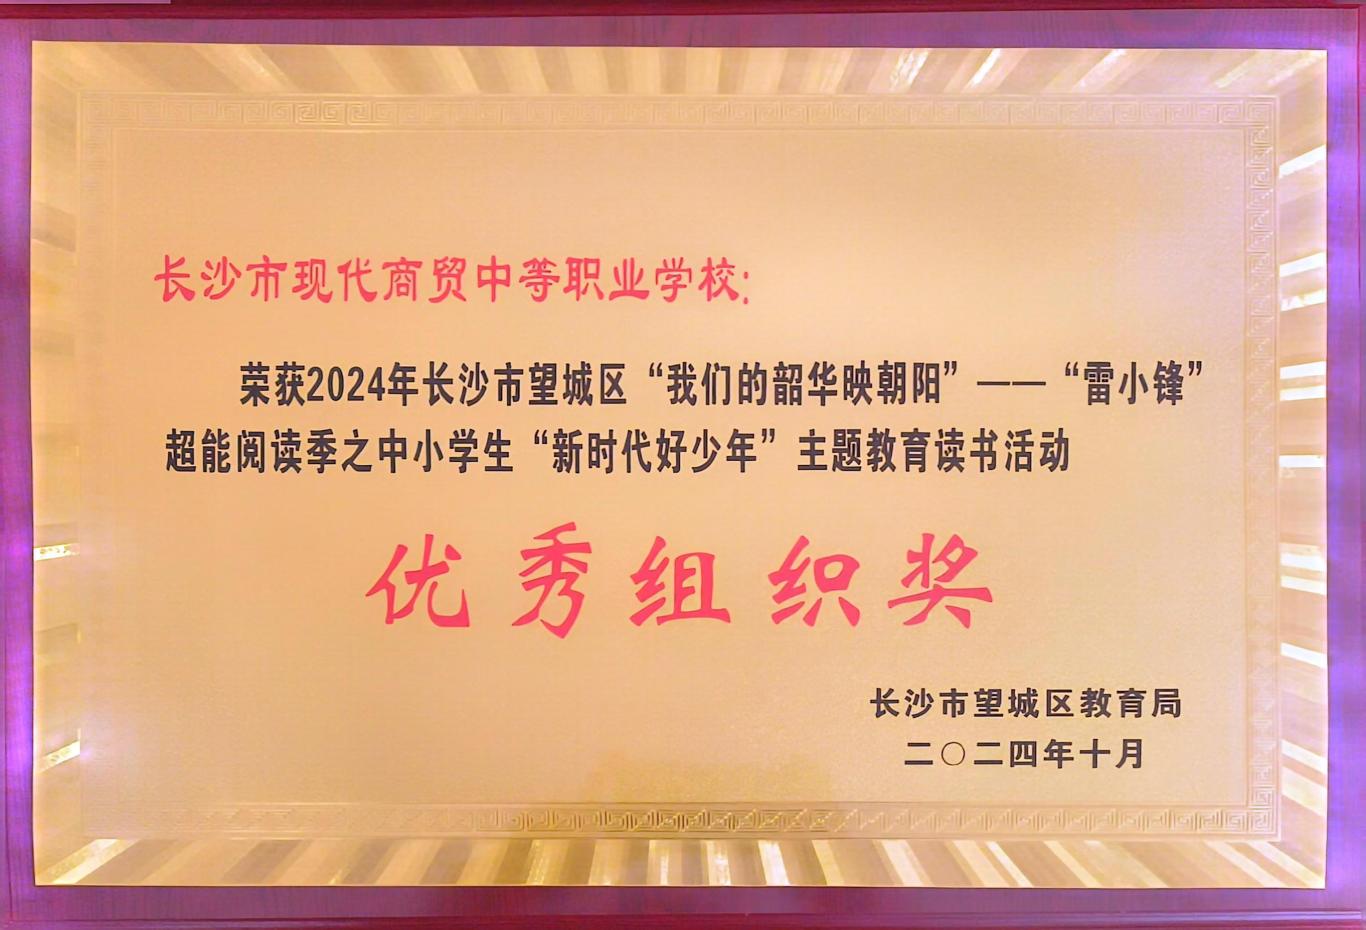 长沙市现代商贸中等职业学校：
荣获2024年长沙市望城区“我们的韶华映朝阳”——“雷小锋”
超能阅读季之中小学生“新时代好少年”主题教育读书活动
优秀组织奖
长沙市望城区教育局
二〇二四年十月